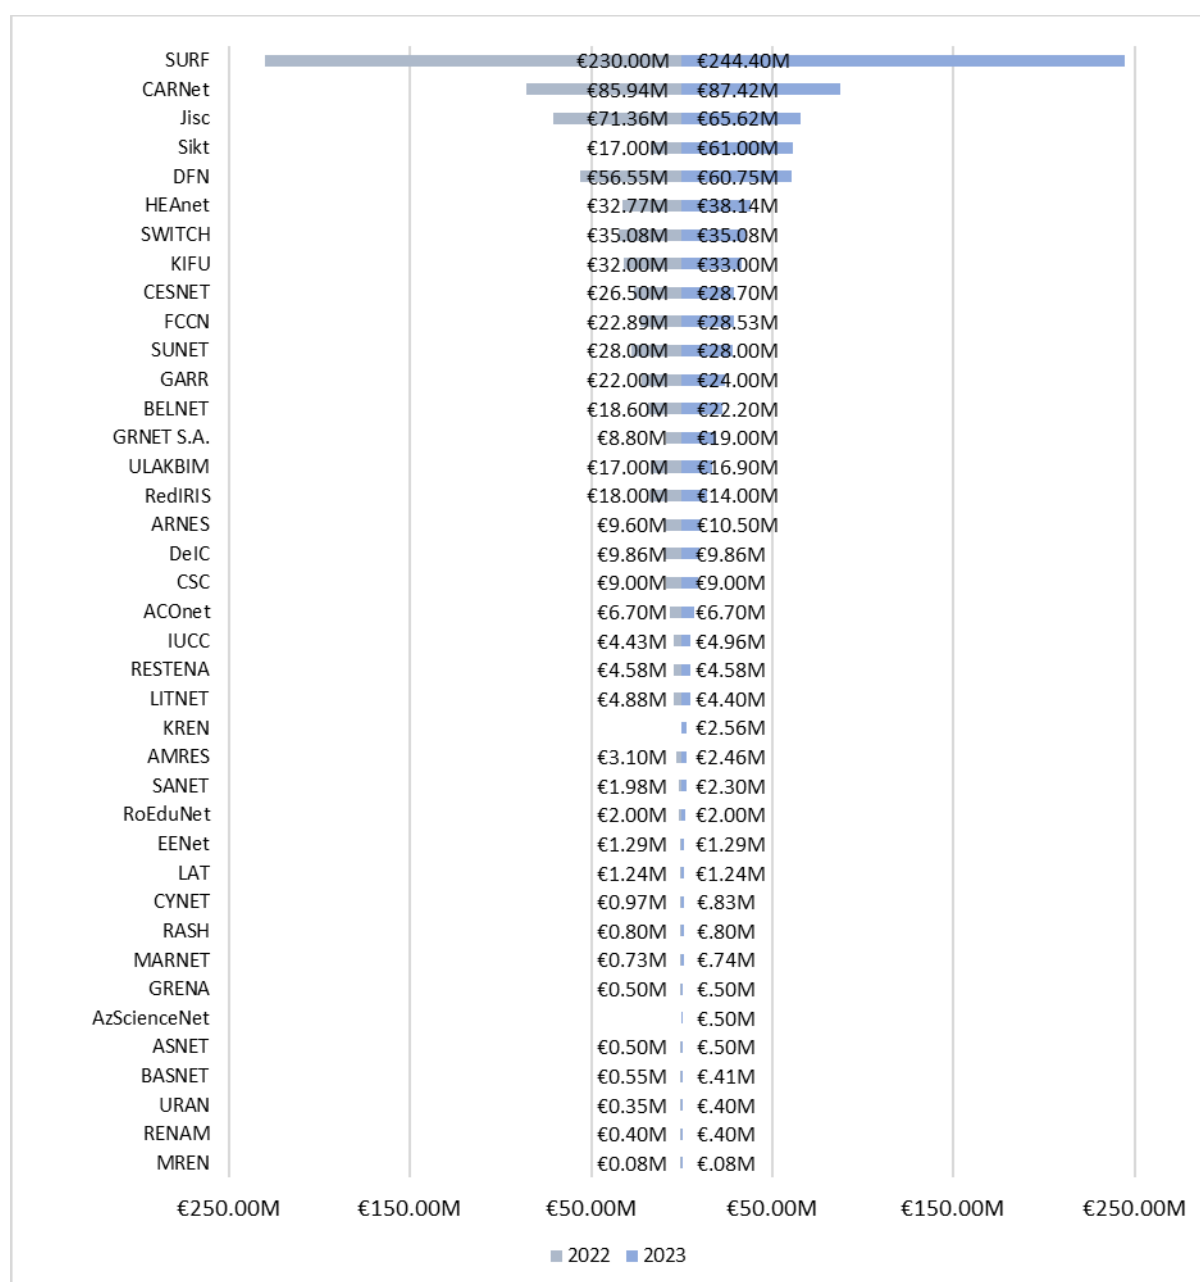 SURF €230.00M €244.40M
CARNet €85.94M €87.42M
Jisc €71.36M €65.62M
Sikt €17.00M €61.00M
DFN €56.55M €60.75M
HEAnet €32.77M €38.14M
SWITCH €35.08M €35.08M
KIFU €32.00M €33.00M
CESNET €26.50M €28.70M
FCCN €22.89M €28.53M
SUNET €28.00M €28.00M
GARR €22.00M €24.00M
BELNET €18.60M €22.20M
GRNET S.A. €8.80M €19.00M
ULAKBIM €17.00M €16.90M
RedIRIS €18.00M €14.00M
ARNES €9.60M €10.50M
DeIC €9.86M €9.86M
CSC €9.00M €9.00M
ACOnet €6.70M €6.70M
IUCC €4.43M €4.96M
RESTENA €4.58M €4.58M
LITNET €4.88M €4.40M
KREN €2.56M
AMRES €3.10M €2.46M
SANET €1.98M €2.30M
RoEduNet €2.00M €2.00M
EENet €1.29M €1.29M
LAT €1.24M €1.24M
CYNET €0.97M €.83M
RASH €0.80M €.80M
MARNET €0.73M €.74M
GRENA €0.50M €.50M
AzScienceNet €.50M
ASNET €0.50M €.50M
BASNET €0.55M €.41M
URAN €0.35M €.40M
RENAM €0.40M €.40M
MREN €0.08M €.08M
€250.00M €150.00M €50.00M €50.00M €150.00M €250.00M
2022 2023